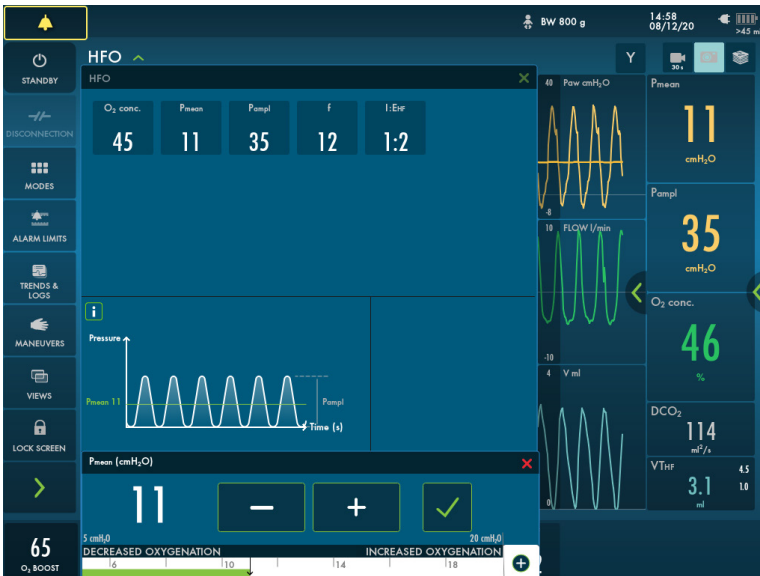 BW 800 g
14:58
08/12/20
>45 m
STANDBY
DISCONNECTION
MODES
ALARM LIMITS
TRENDS &
LOGS
MANEUVERS
VIEWS
LOCK SCREEN
65
O₂ BOOST
HFO
Y
30 s
HFO
O₂ conc.
Pmean
Pampl
f
I:EHF
45
11
35
12
1:2
i
Pressure
Pmean 11
Pampl
Time (s)
Pmean (cmH₂O)
11
5 cmH₂O
20 cmH₂O
DECREASED OXYGENATION
INCREASED OXYGENATION
6
10
14
18
40 Paw cmH₂O
-8
10 FLOW l/min
-10
4 V ml
0
Pmean
11
cmH₂O
Pampl
35
cmH₂O
O₂ conc.
46
%
DCO₂
114
ml²/s
VTHF
4.5
3.1
1.0
ml